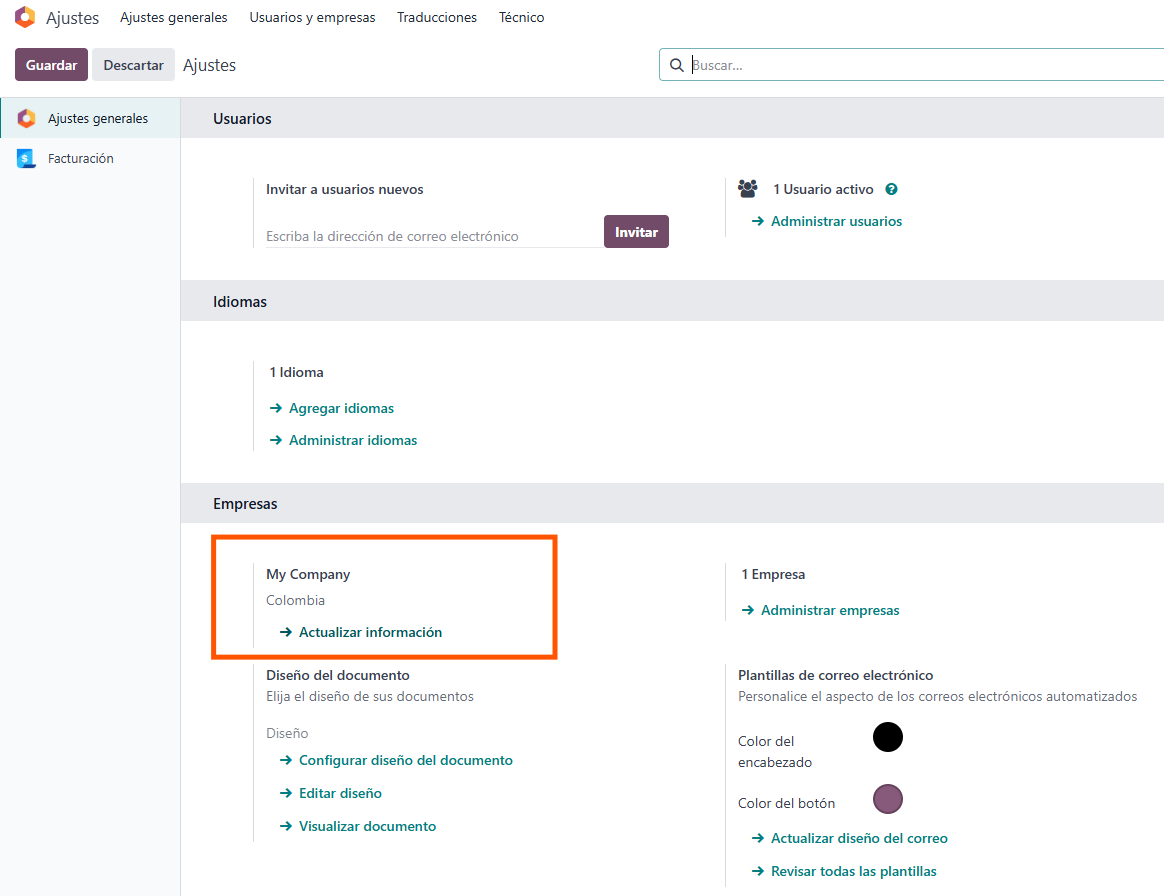 Ajustes Ajustes generales Usuarios y empresas Traducciones Técnico
Guardar Descartar Ajustes Buscar...
Ajustes generales
Facturación
Usuarios
Invitar a usuarios nuevos
Escriba la dirección de correo electrónico Invitar
1 Usuario activo ?
Administrar usuarios
Idiomas
1 Idioma
Agregar idiomas
Administrar idiomas
Empresas
My Company
Colombia
Actualizar información
1 Empresa
Administrar empresas
Diseño del documento
Elija el diseño de sus documentos
Diseño
Configurar diseño del documento
Editar diseño
Visualizar documento
Plantillas de correo electrónico
Personalice el aspecto de los correos electrónicos automatizados
Color del
encabezado
Color del botón
Actualizar diseño del correo
Revisar todas las plantillas